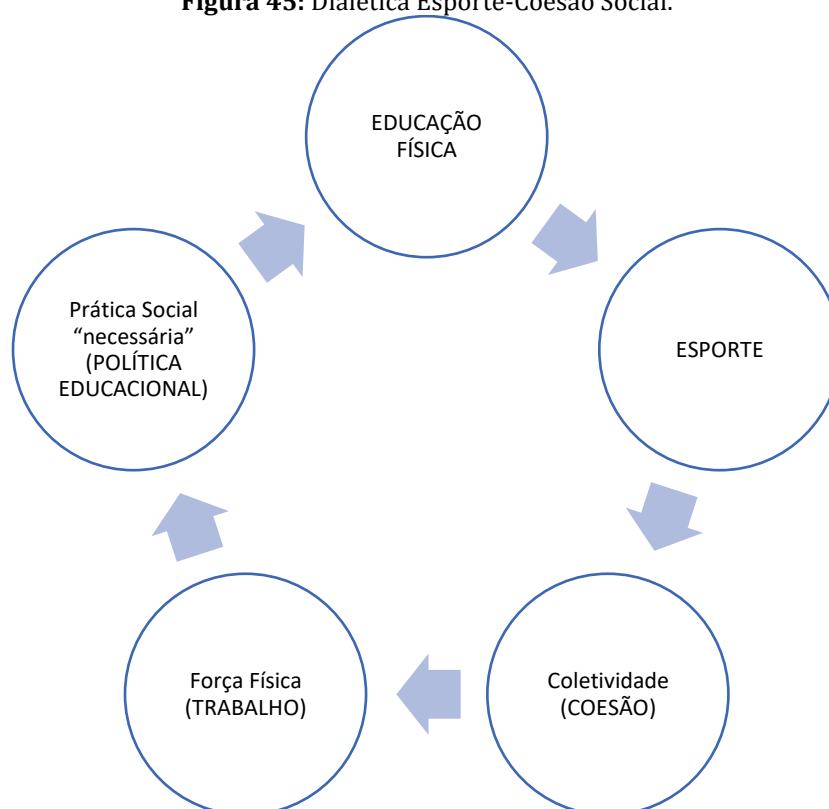 Figura 45: Dialética Esporte-Coesão Social.
EDUCAÇÃO
FÍSICA
ESPORTE
Coletividade
(COESÃO)
Força Física
(TRABALHO)
Prática Social
“necessária”
(POLÍTICA
EDUCACIONAL)